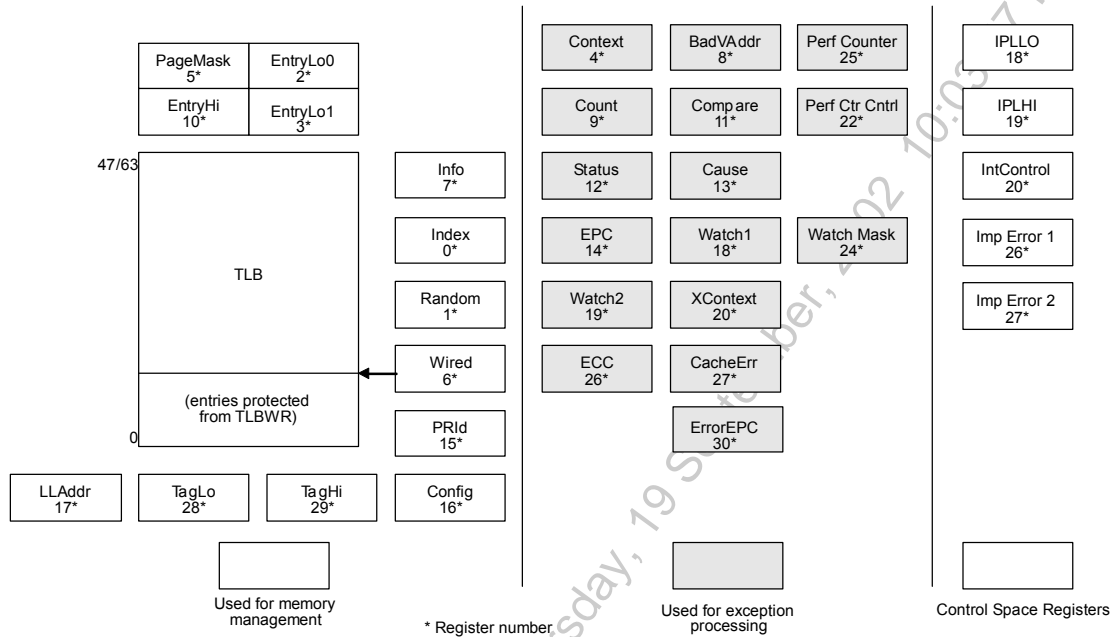 PageMask
5*
EntryLo0
2*
EntryHi
10*
EntryLo1
3*
47/63
TLB
(entries protected
from TLBWR)
0
Info
7*
Index
0*
Random
1*
Wired
6*
PRId
15*
LLAddr
17*
TagLo
28*
TagHi
29*
Config
16*
Used for memory
management
* Register number
Context
4*
BadVAddr
8*
Perf Counter
25*
Count
9*
Compare
11*
Perf Ctr Cntrl
22*
Status
12*
Cause
13*
EPC
14*
Watch1
18*
Watch Mask
24*
Watch2
19*
XContext
20*
ECC
26*
CacheErr
27*
ErrorEPC
30*
Used for exception
processing
IPLLO
18*
IPLHI
19*
IntControl
20*
Imp Error 1
26*
Imp Error 2
27*
Control Space Registers